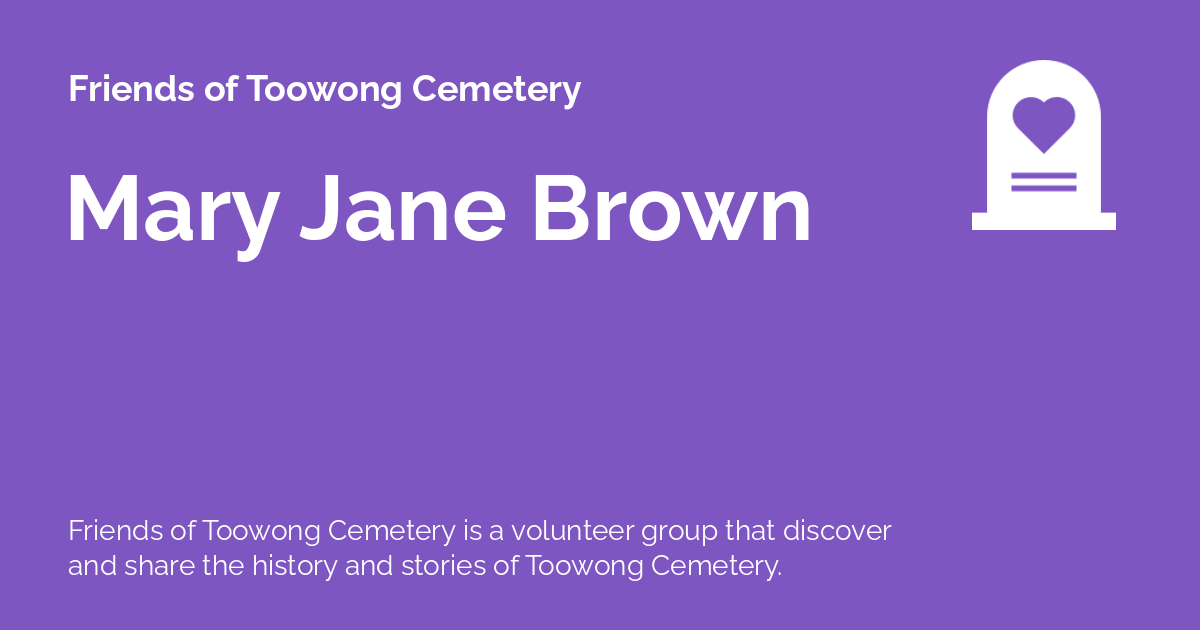 Friends of Toowong Cemetery
Mary Jane Brown
Friends of Toowong Cemetery is a volunteer group that discover
and share the history and stories of Toowong Cemetery.